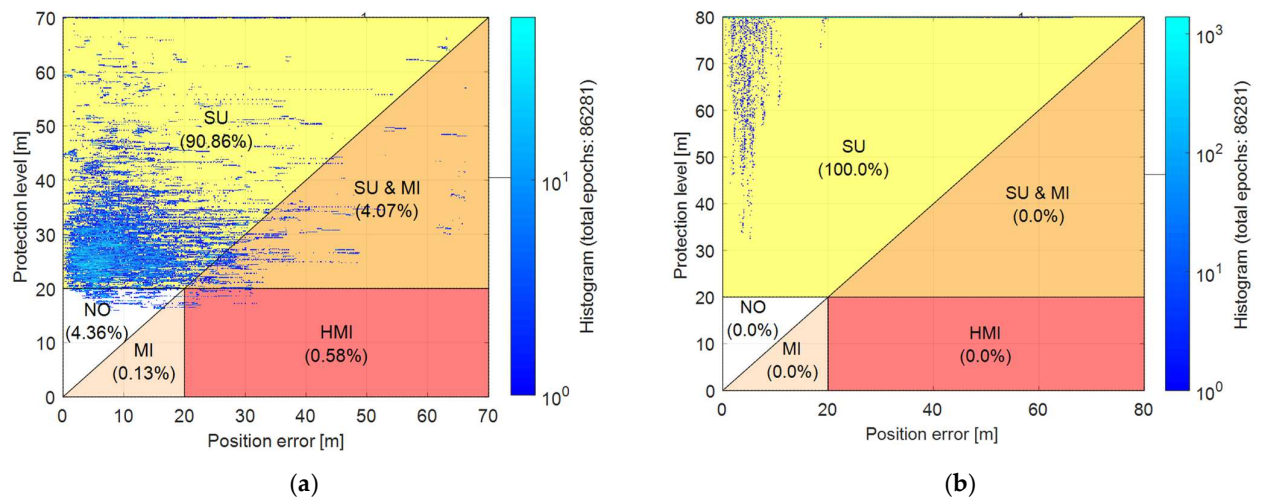 70
60
50
40
30
20
10
0
Protection level [m]
SU
(90.86%)
SU & MI
(4.07%)
NO
(4.36%)
MI
(0.13%)
HMI
(0.58%)
0 10 20 30 40 50 60 70
Position error [m]
10^1
10^0
Histogram (total epochs: 86281)
(a)
80
70
60
50
40
30
20
10
0
Protection level [m]
SU
(100.0%)
SU & MI
(0.0%)
NO
(0.0%)
MI
(0.0%)
HMI
(0.0%)
0 20 40 60 80
Position error [m]
10^3
10^2
10^1
10^0
Histogram (total epochs: 86281)
(b)